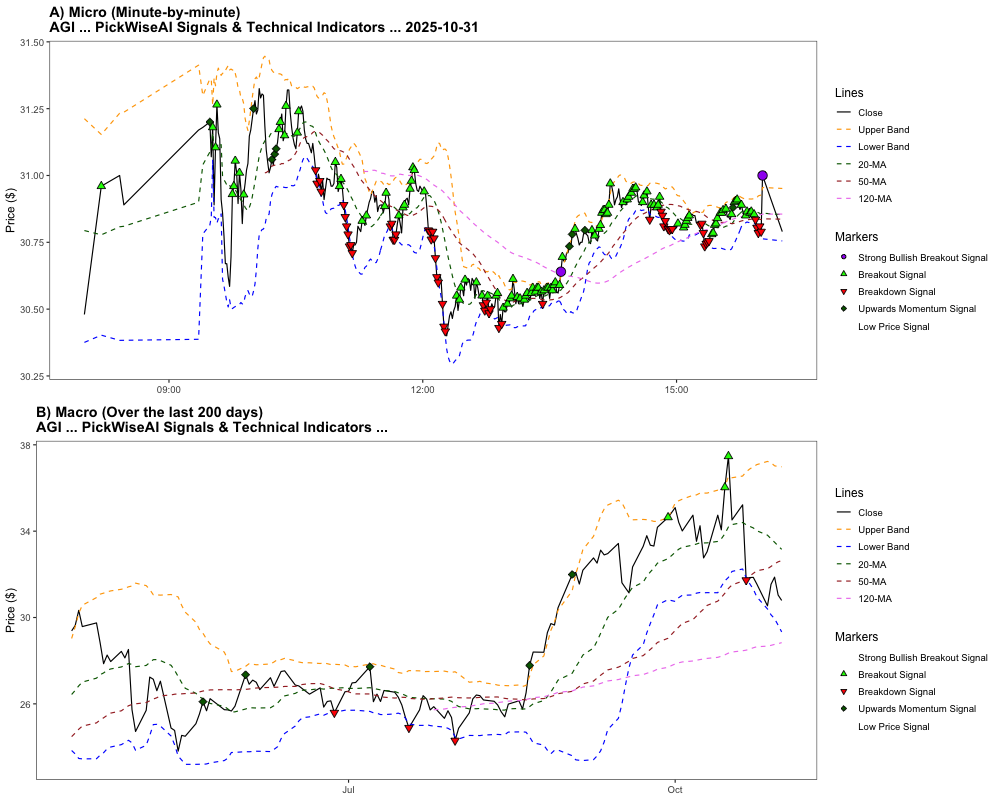 A) Micro (Minute-by-minute)
AGI ... PickWiseAI Signals & Technical Indicators ... 2025-10-31
31.50
31.25
31.00
30.75
30.50
30.25
Price ($)
09:00
12:00
15:00
Lines
Close
Upper Band
Lower Band
20-MA
50-MA
120-MA
Markers
Strong Bullish Breakout Signal
Breakout Signal
Breakdown Signal
Upwards Momentum Signal
Low Price Signal
B) Macro (Over the last 200 days)
AGI ... PickWiseAI Signals & Technical Indicators ...
38
34
30
26
Price ($)
Jul
Oct
Lines
Close
Upper Band
Lower Band
20-MA
50-MA
120-MA
Markers
Strong Bullish Breakout Signal
Breakout Signal
Breakdown Signal
Upwards Momentum Signal
Low Price Signal